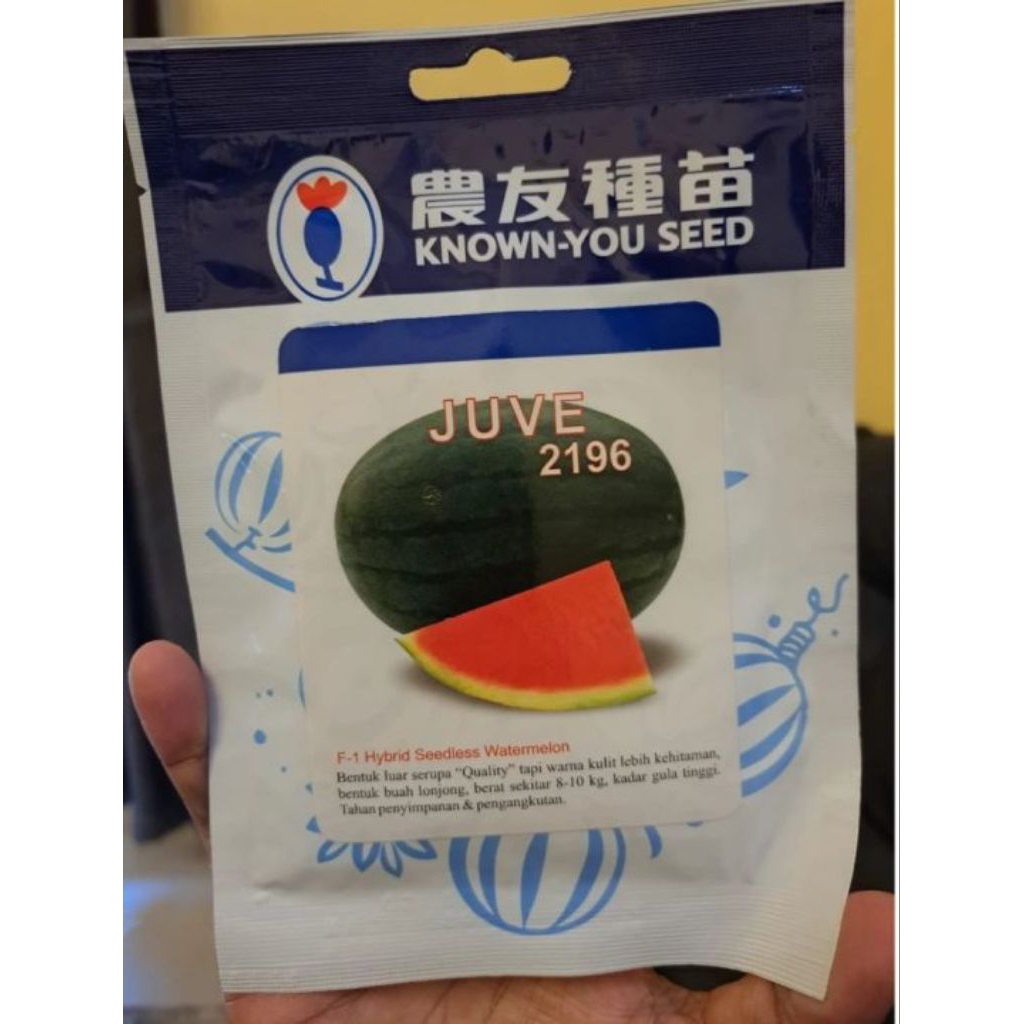 農友種苗
KNOWN-YOU SEED
JUVE
2196
F-1 Hybrid Seedless Watermelon
Bentuk luar serupa "Quality" tapi warna kulit lebih kehitaman,
bentuk buah lonjong, berat sekitar 8-10 kg, kadar gula tinggi.
Tahan penyimpanan & pengangkutan.